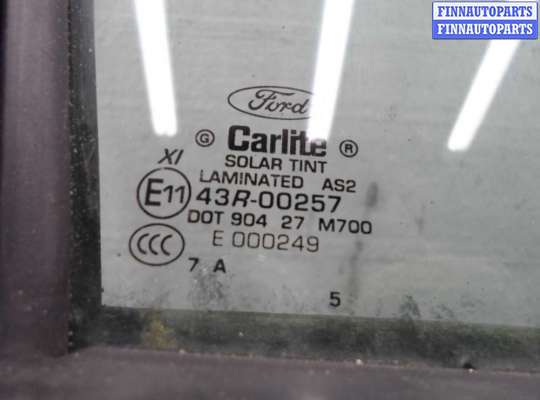 FINNAUTOPARTS
FINNAUTOPARTS
Ford
G Carlite R
SOLAR TINT
XI
LAMINATED AS2
E11 43R-00257
DOT 904 27 M700
E 000249
CCC
7 A
5